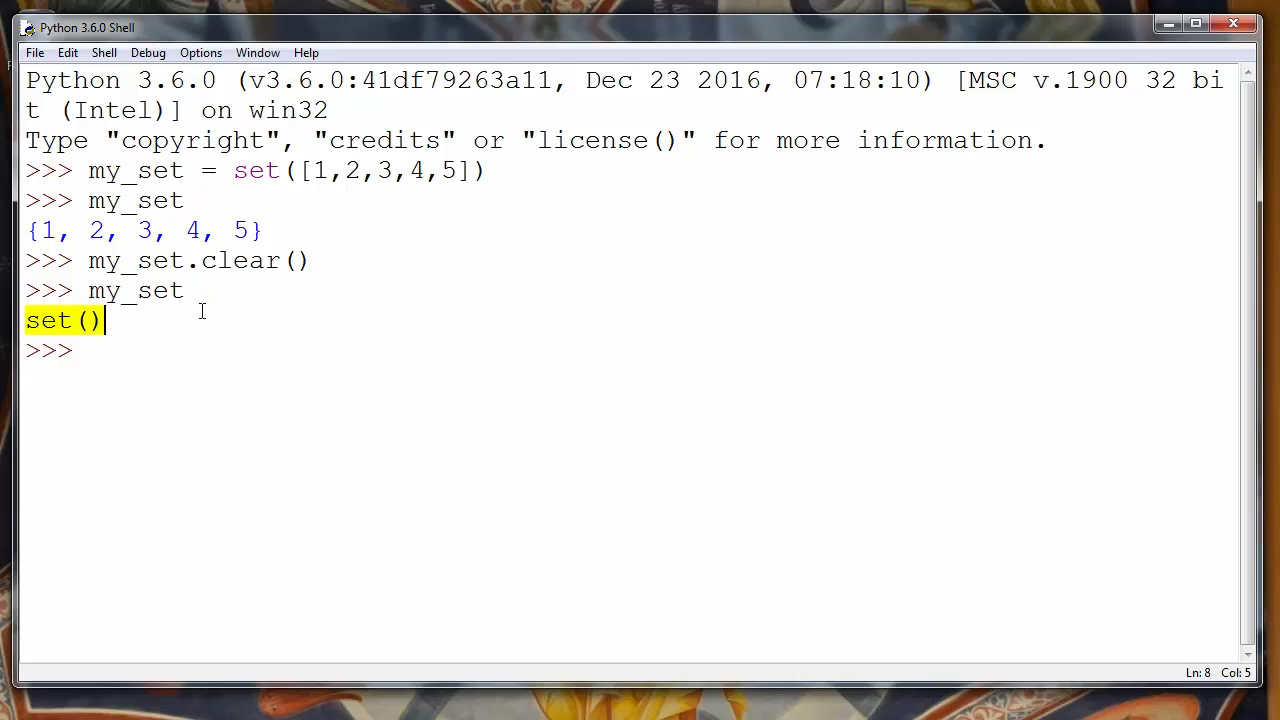 Python 3.6.0 Shell
File Edit Shell Debug Options Window Help
Python 3.6.0 (v3.6.0:41df79263a11, Dec 23 2016, 07:18:10) [MSC v.1900 32 bi
t (Intel)] on win32
Type "copyright", "credits" or "license()" for more information.
>>> my_set = set([1,2,3,4,5])
>>> my_set
{1, 2, 3, 4, 5}
>>> my_set.clear()
>>> my_set
set()
>>>
Ln: 8 Col: 5